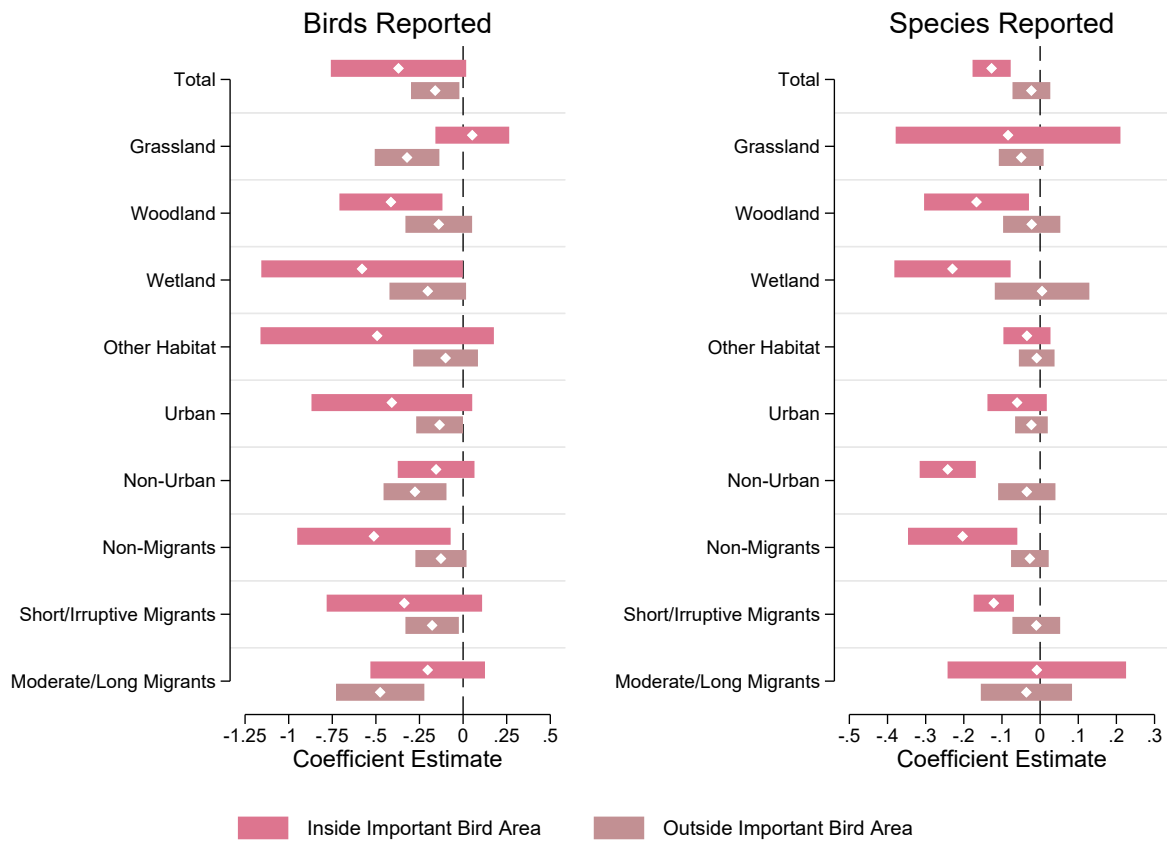 Birds Reported
Total
Grassland
Woodland
Wetland
Other Habitat
Urban
Non-Urban
Non-Migrants
Short/Irruptive Migrants
Moderate/Long Migrants
-1.25 -1 -.75 -.5 -.25 0 .25 .5
Coefficient Estimate
Species Reported
Total
Grassland
Woodland
Wetland
Other Habitat
Urban
Non-Urban
Non-Migrants
Short/Irruptive Migrants
Moderate/Long Migrants
-.5 -.4 -.3 -.2 -.1 0 .1 .2 .3
Coefficient Estimate
Inside Important Bird Area
Outside Important Bird Area